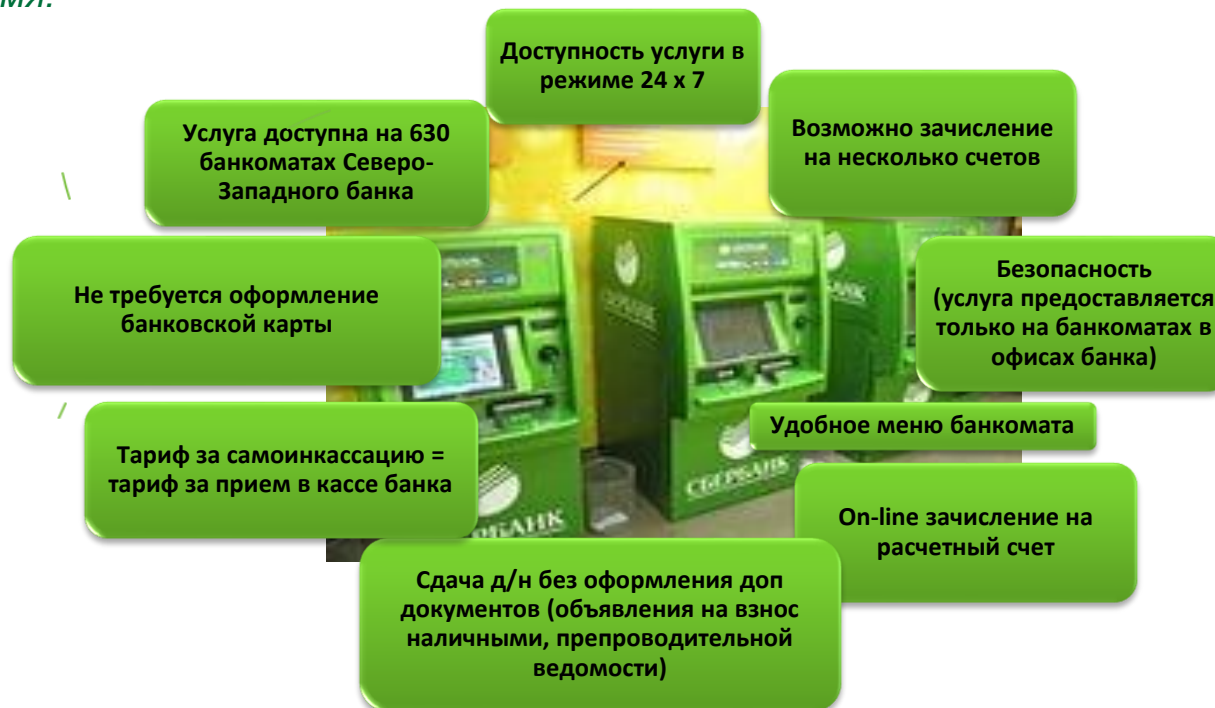 мя.
Доступность услуги в
режиме 24 х 7
Услуга доступна на 630
банкоматах Северо-
Западного банка
Возможно зачисление
на несколько счетов
Не требуется оформление
банковской карты
Безопасность
(услуга предоставляется
только на банкоматах в
офисах банка)
Удобное меню банкомата
Тариф за самоинкассацию =
тариф за прием в кассе банка
On-line зачисление на
расчетный счет
Сдача д/н без оформления доп
документов (объявления на взнос
наличными, препроводительной
ведомости)
СБЕРБАНК
РБАНК